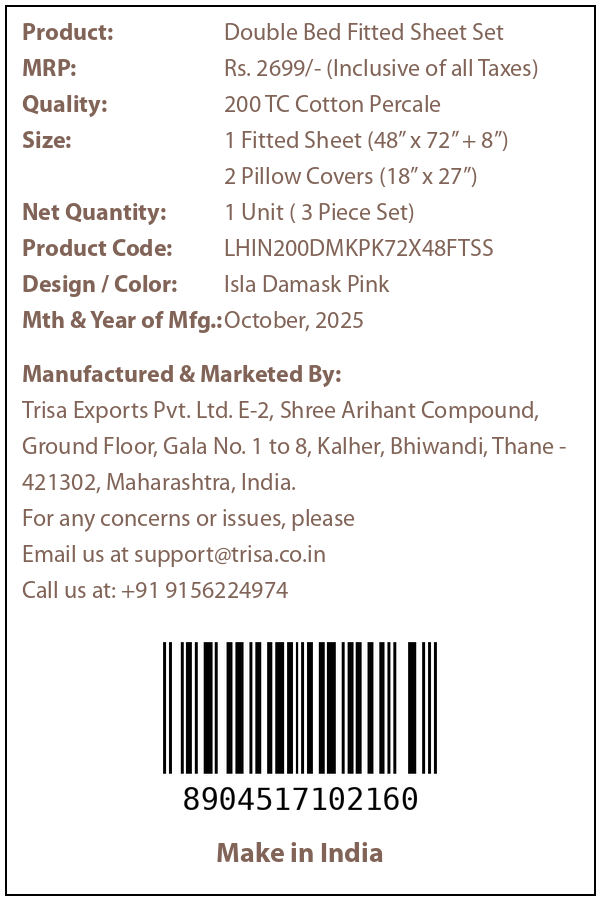 Product: Double Bed Fitted Sheet Set
MRP: Rs. 2699/- (Inclusive of all Taxes)
Quality: 200 TC Cotton Percale
Size: 1 Fitted Sheet (48” x 72” + 8”)
2 Pillow Covers (18” x 27”)
Net Quantity: 1 Unit ( 3 Piece Set)
Product Code: LHIN200DMKPK72X48FTSS
Design / Color: Isla Damask Pink
Mth & Year of Mfg.: October, 2025
Manufactured & Marketed By:
Trisa Exports Pvt. Ltd. E-2, Shree Arihant Compound,
Ground Floor, Gala No. 1 to 8, Kalher, Bhiwandi, Thane -
421302, Maharashtra, India.
For any concerns or issues, please
Email us at support@trisa.co.in
Call us at: +91 9156224974
8904517102160
Make in India